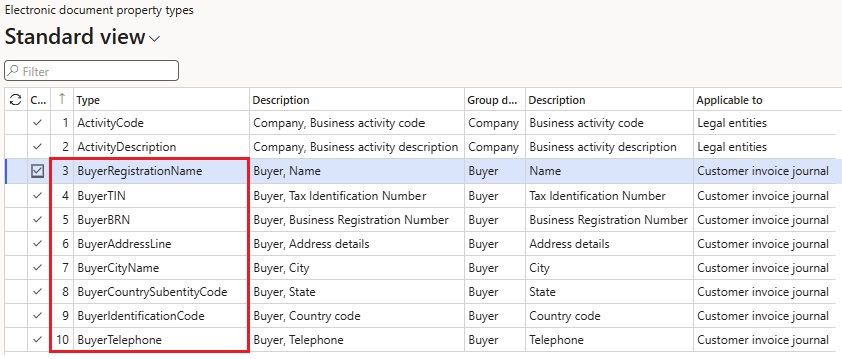 Electronic document property types
Standard view
Filter
C... ↑ Type Description Group d... Description Applicable to
1 ActivityCode Company, Business activity code Company Business activity code Legal entities
2 ActivityDescription Company, Business activity description Company Business activity description Legal entities
3 BuyerRegistrationName Buyer, Name Buyer Name Customer invoice journal
4 BuyerTIN Buyer, Tax Identification Number Buyer Tax Identification Number Customer invoice journal
5 BuyerBRN Buyer, Business Registration Number Buyer Business Registration Number Customer invoice journal
6 BuyerAddressLine Buyer, Address details Buyer Address details Customer invoice journal
7 BuyerCityName Buyer, City Buyer City Customer invoice journal
8 BuyerCountrySubentityCode Buyer, State Buyer State Customer invoice journal
9 BuyerIdentificationCode Buyer, Country code Buyer Country code Customer invoice journal
10 BuyerTelephone Buyer, Telephone Buyer Telephone Customer invoice journal